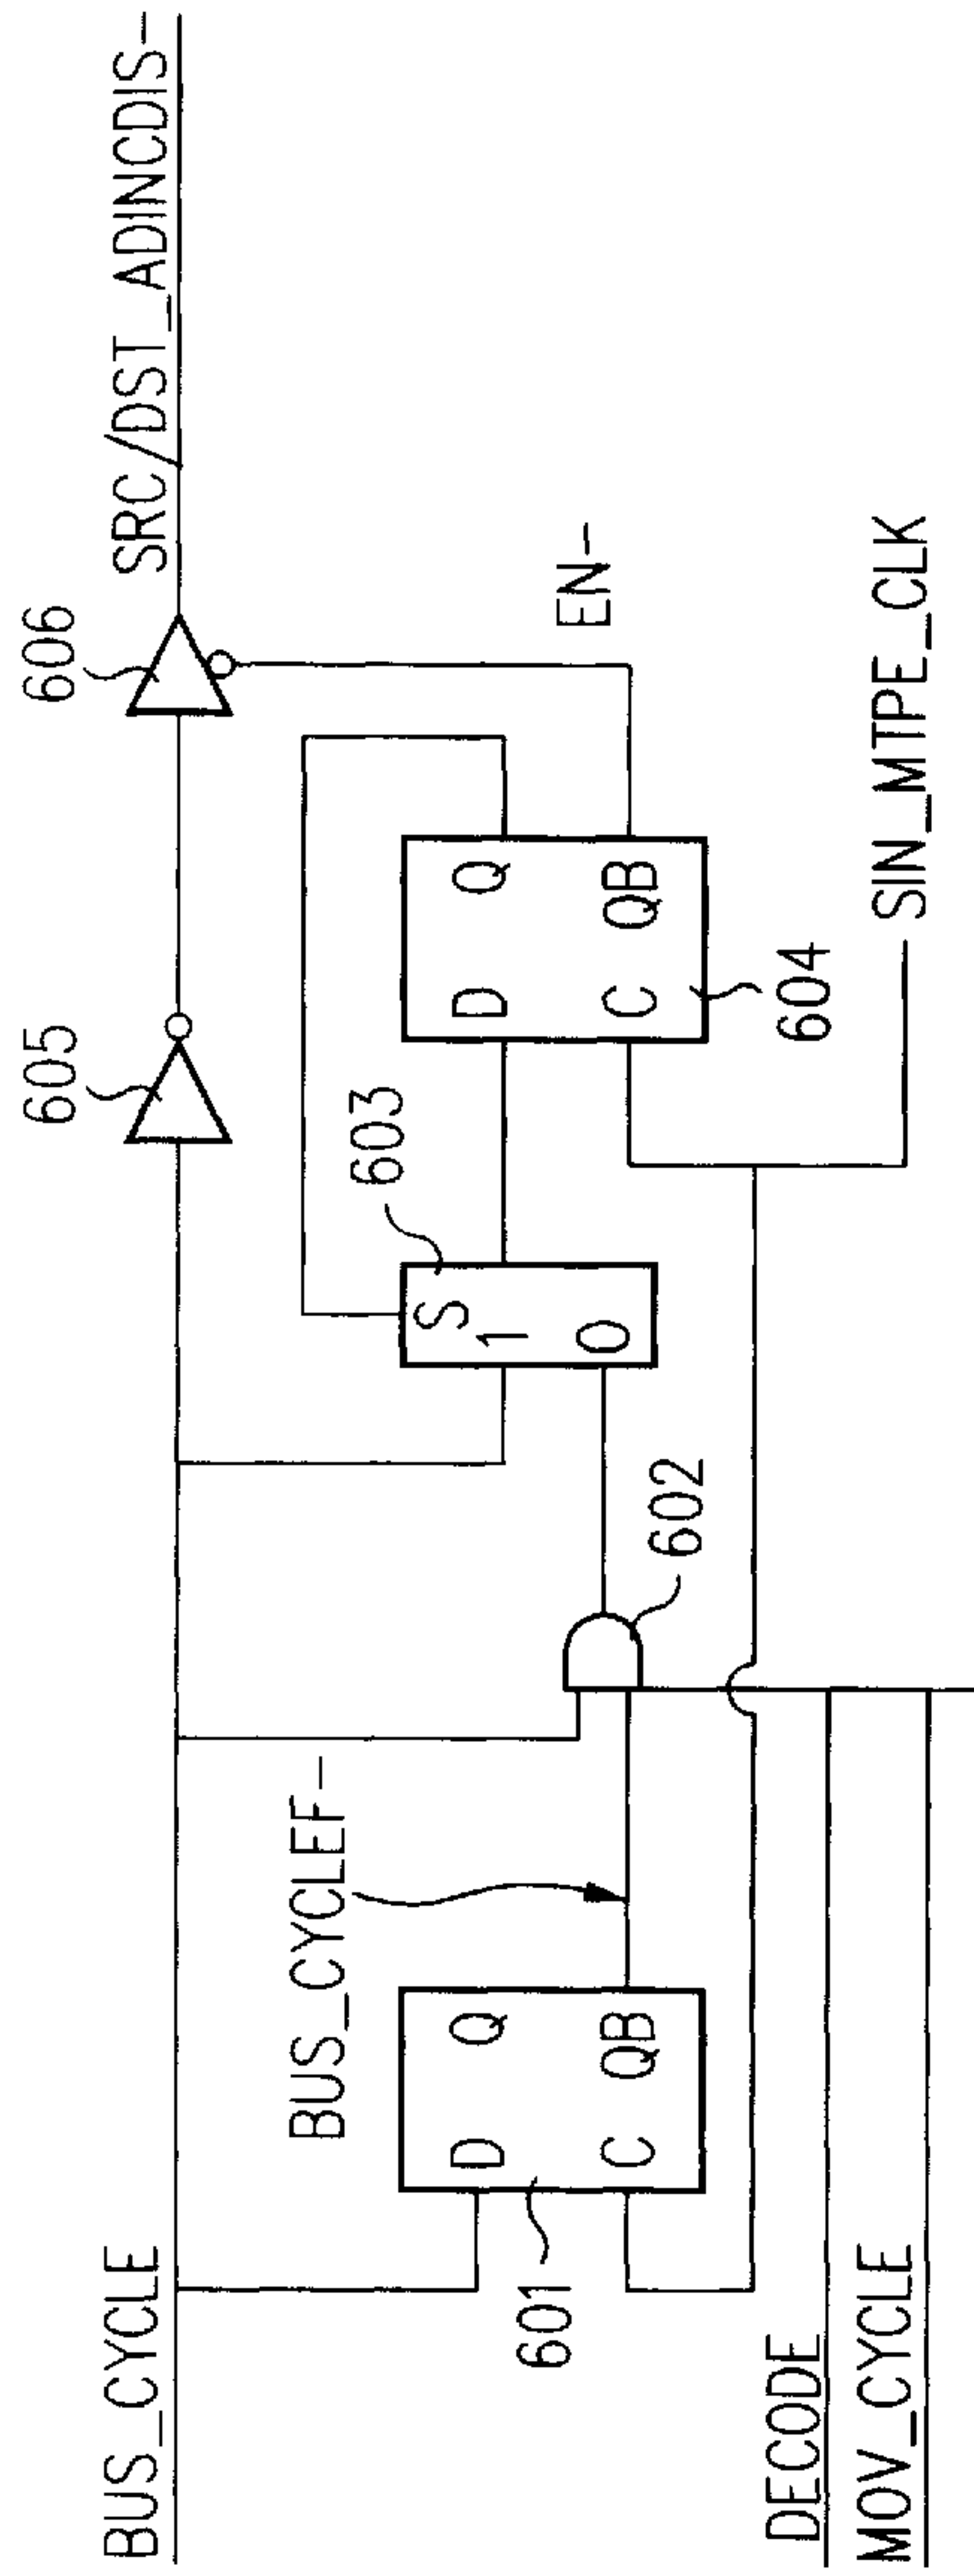 BUS_CYCLE
605
606
SRC/DST_ADINCDIS-
BUS_CYCLEF-
603
EN-
D Q
C QB
601
602
S
1
0
D Q
C QB
604
DECODE
MOV_CYCLE
SIN_MTPE_CLK